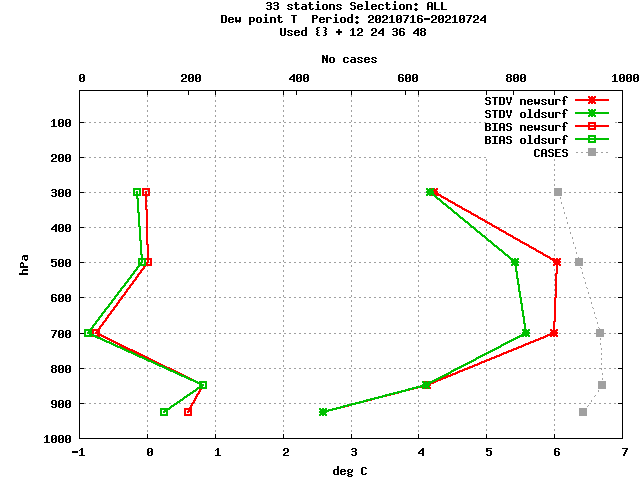 33 stations Selection: ALL
Dew point T  Period: 20210716-20210724
Used {} + 12 24 36 48
No cases
0 200 400 600 800 1000
STDV newsurf
STDV oldsurf
BIAS newsurf
BIAS oldsurf
CASES
100
200
300
400
500
600
700
800
900
1000
hPa
-1 0 1 2 3 4 5 6 7
deg C